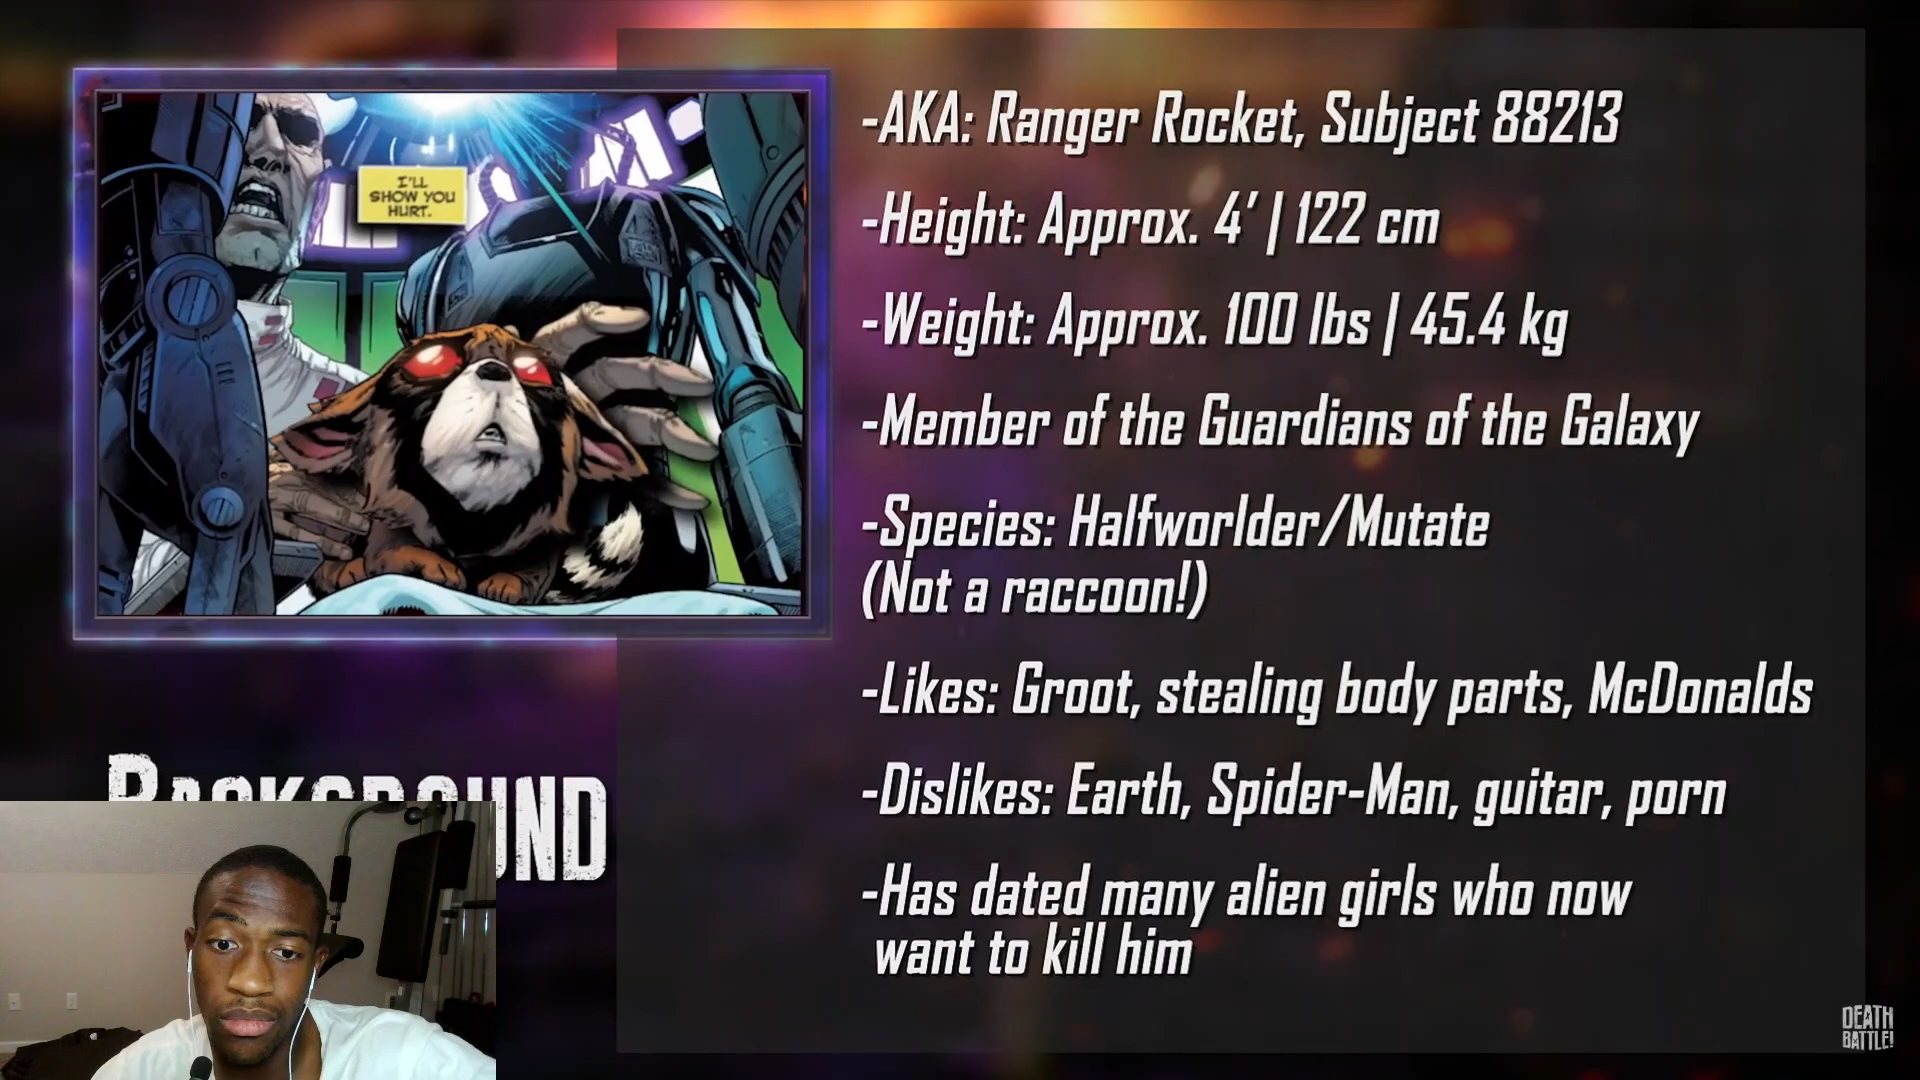 I'LL
SHOW YOU
HURT.
-AKA: Ranger Rocket, Subject 88213
-Height: Approx. 4' | 122 cm
-Weight: Approx. 100 lbs | 45.4 kg
-Member of the Guardians of the Galaxy
-Species: Halfworlder/Mutate
(Not a raccoon!)
-Likes: Groot, stealing body parts, McDonalds
-Dislikes: Earth, Spider-Man, guitar, porn
-Has dated many alien girls who now
want to kill him
BACKGROUND
DEATH
BATTLE!